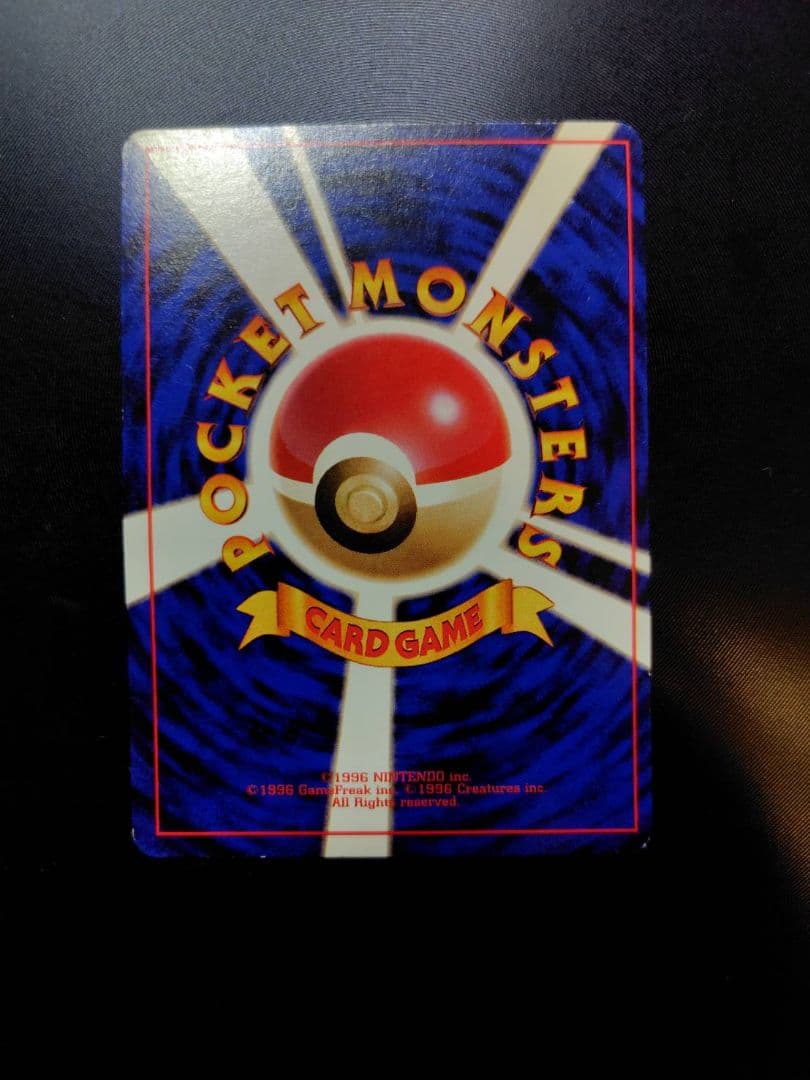 POCKET MONSTERS
CARD GAME
©1996 NINTENDO inc.
©1996 GameFreak inc. ©1996 Creatures inc.
All Rights reserved.